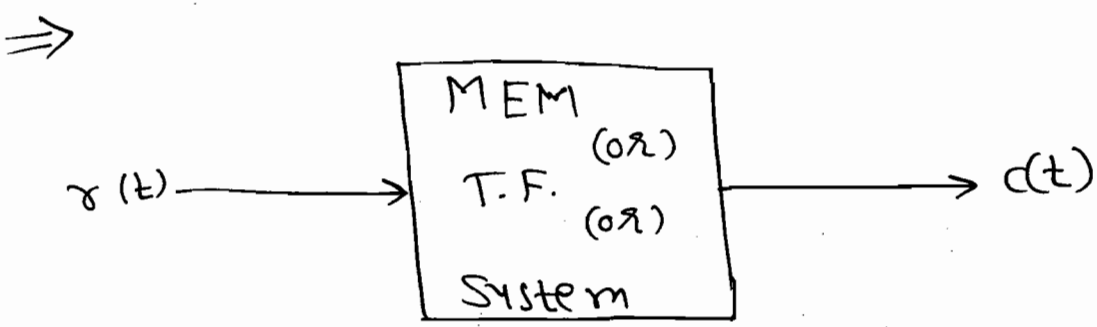 ⇒
MEM
(or)
r(t) T.F. c(t)
(or)
System